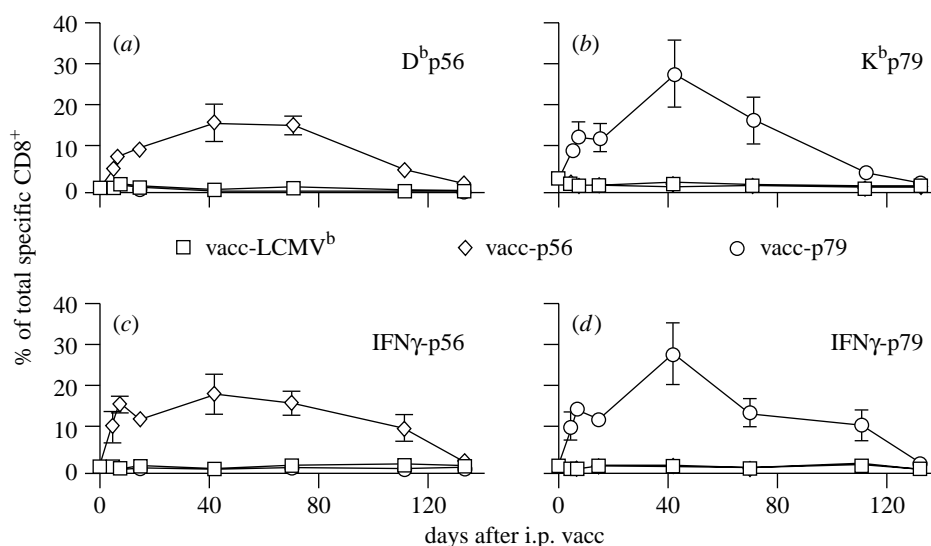 % of total specific CD8⁺
40
30
20
10
0
(a)
Dᵇp56
(b)
Kᵇp79
vacc-LCMVᵇ
vacc-p56
vacc-p79
40
30
20
10
0
(c)
IFNγ-p56
(d)
IFNγ-p79
0 40 80 120
0 40 80 120
days after i.p. vacc